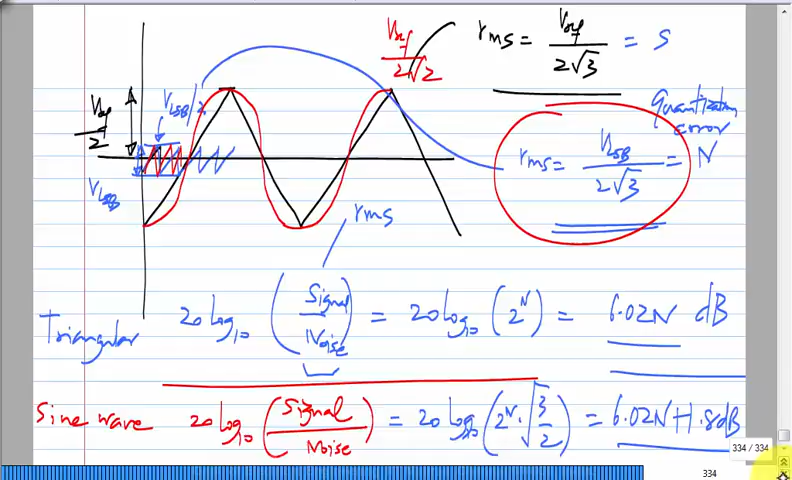 Vref/2√2
rms = Vref/2√3 = S
Vref/2
VLSB/2
VLSB
Quantization error
rms = VLSB/2√3 = N
rms
Triangular 20 log10 (Signal/Noise) = 20 log10 (2^N) = 6.02N dB
Sine wave 20 log10 (Signal/Noise) = 20 log10 (2^N · √3/2) = 6.02N+1.8dB
334 / 334
334